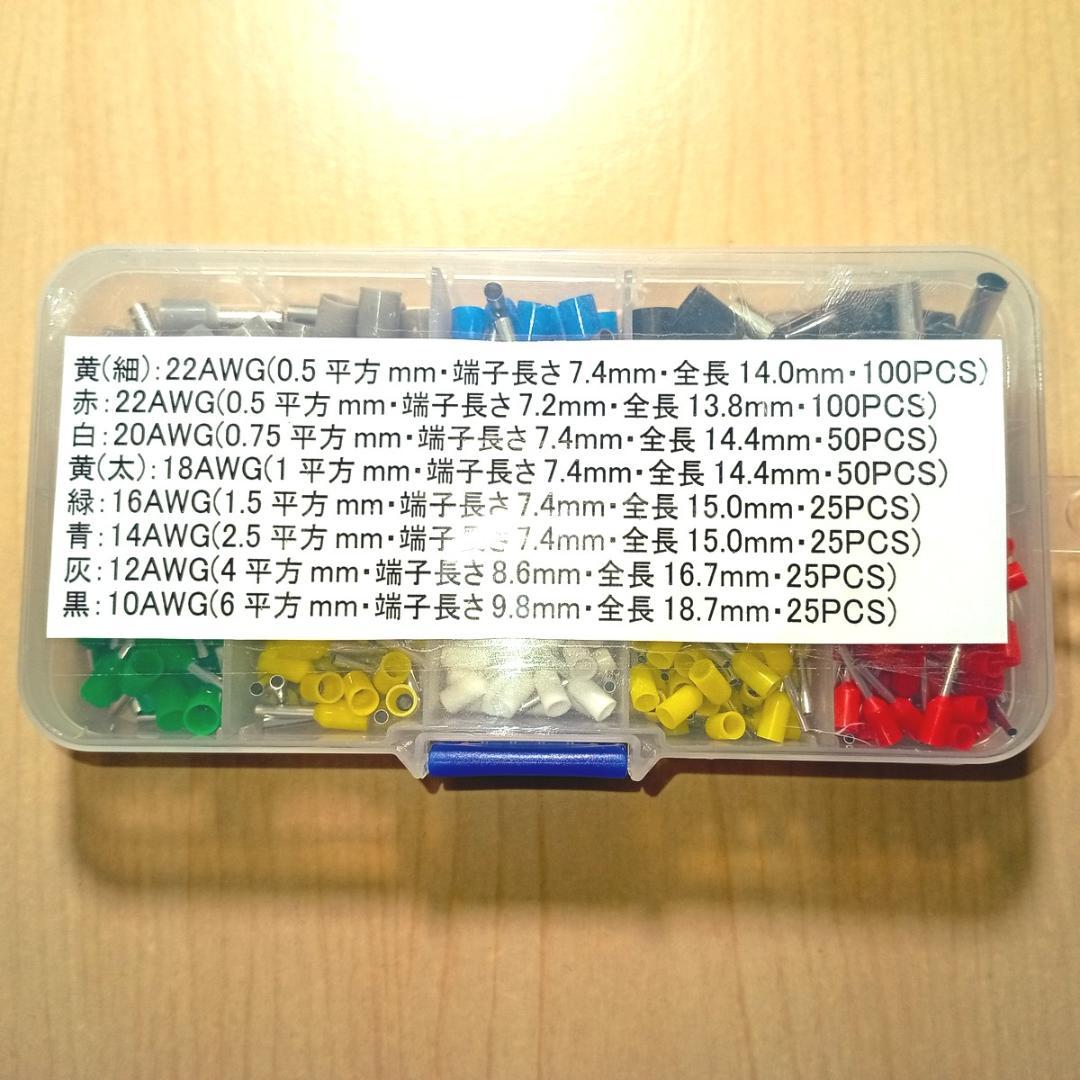 黄(細):22AWG(0.5 平方 mm・端子長さ 7.4mm・全長 14.0mm・100PCS)
赤:22AWG(0.5 平方 mm・端子長さ 7.2mm・全長 13.8mm・100PCS)
白:20AWG(0.75 平方 mm・端子長さ 7.4mm・全長 14.4mm・50PCS)
黄(太):18AWG(1 平方 mm・端子長さ 7.4mm・全長 14.4mm・50PCS)
緑:16AWG(1.5 平方 mm・端子長さ 7.4mm・全長 15.0mm・25PCS)
青:14AWG(2.5 平方 mm・端子長さ 7.4mm・全長 15.0mm・25PCS)
灰:12AWG(4 平方 mm・端子長さ 8.6mm・全長 16.7mm・25PCS)
黒:10AWG(6 平方 mm・端子長さ 9.8mm・全長 18.7mm・25PCS)